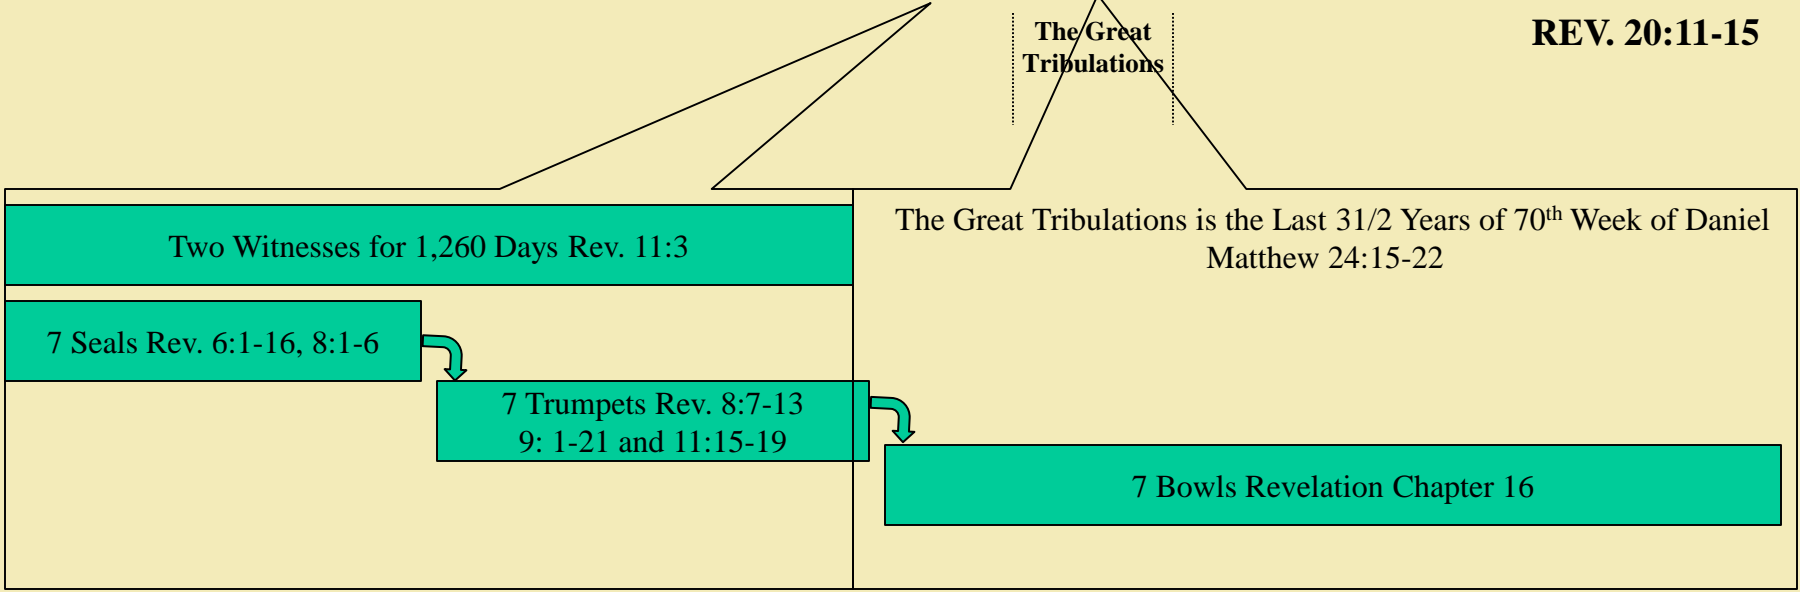 The Great
Tribulations
REV. 20:11-15
Two Witnesses for 1,260 Days Rev. 11:3
The Great Tribulations is the Last 31/2 Years of 70th Week of Daniel
Matthew 24:15-22
7 Seals Rev. 6:1-16, 8:1-6
7 Trumpets Rev. 8:7-13
9: 1-21 and 11:15-19
7 Bowls Revelation Chapter 16